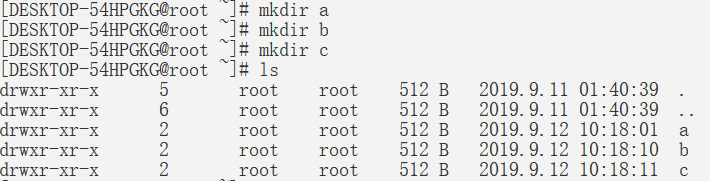 [DESKTOP-54HPGKG@root ~]# mkdir a
[DESKTOP-54HPGKG@root ~]# mkdir b
[DESKTOP-54HPGKG@root ~]# mkdir c
[DESKTOP-54HPGKG@root ~]# ls
drwxr-xr-x 5 root root 512 B 2019.9.11 01:40:39 .
drwxr-xr-x 6 root root 512 B 2019.9.11 01:40:39 ..
drwxr-xr-x 2 root root 512 B 2019.9.12 10:18:01 a
drwxr-xr-x 2 root root 512 B 2019.9.12 10:18:10 b
drwxr-xr-x 2 root root 512 B 2019.9.12 10:18:11 c